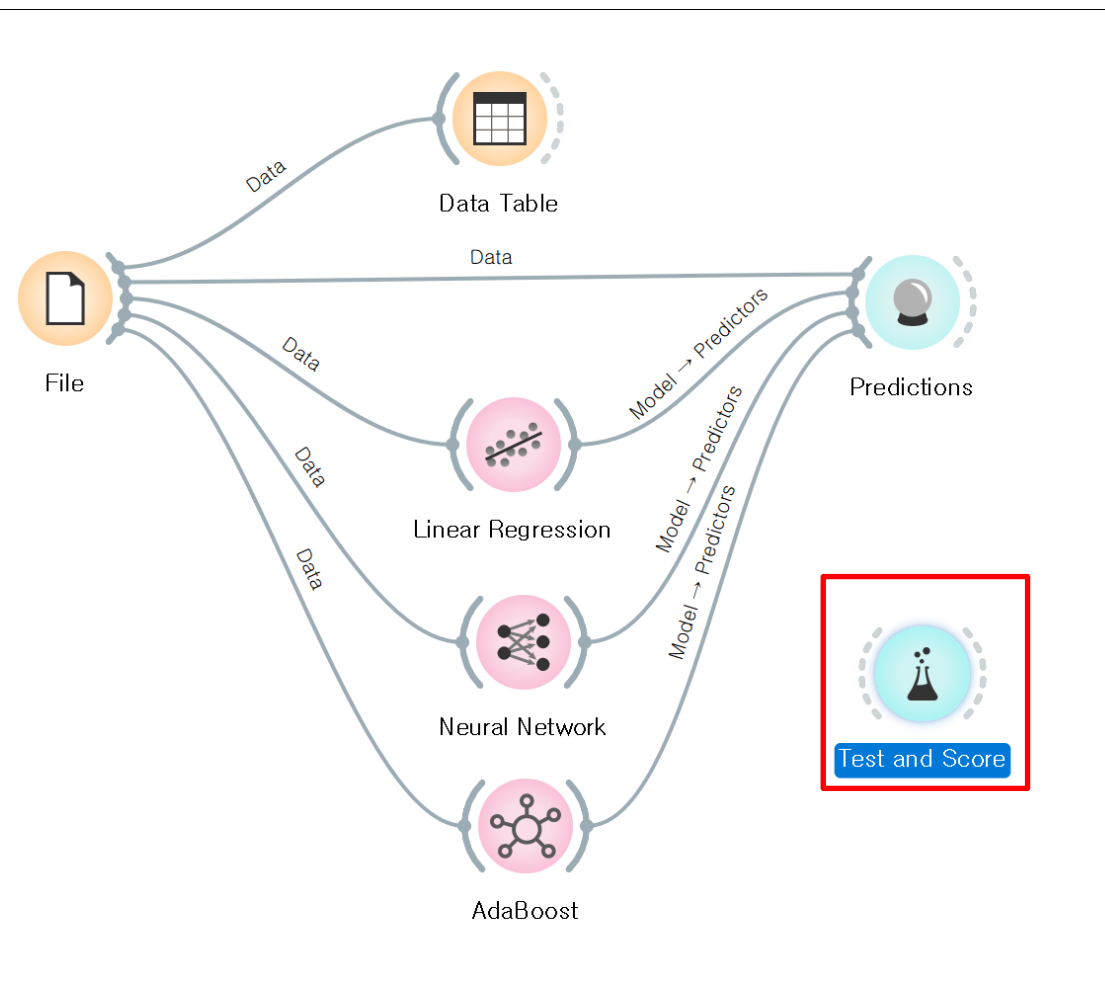 Data
Data Table
Data
File
Data
Model → Predictors
Predictions
Linear Regression
Data
Model → Predictors
Data
Model → Predictors
Neural Network
Test and Score
AdaBoost